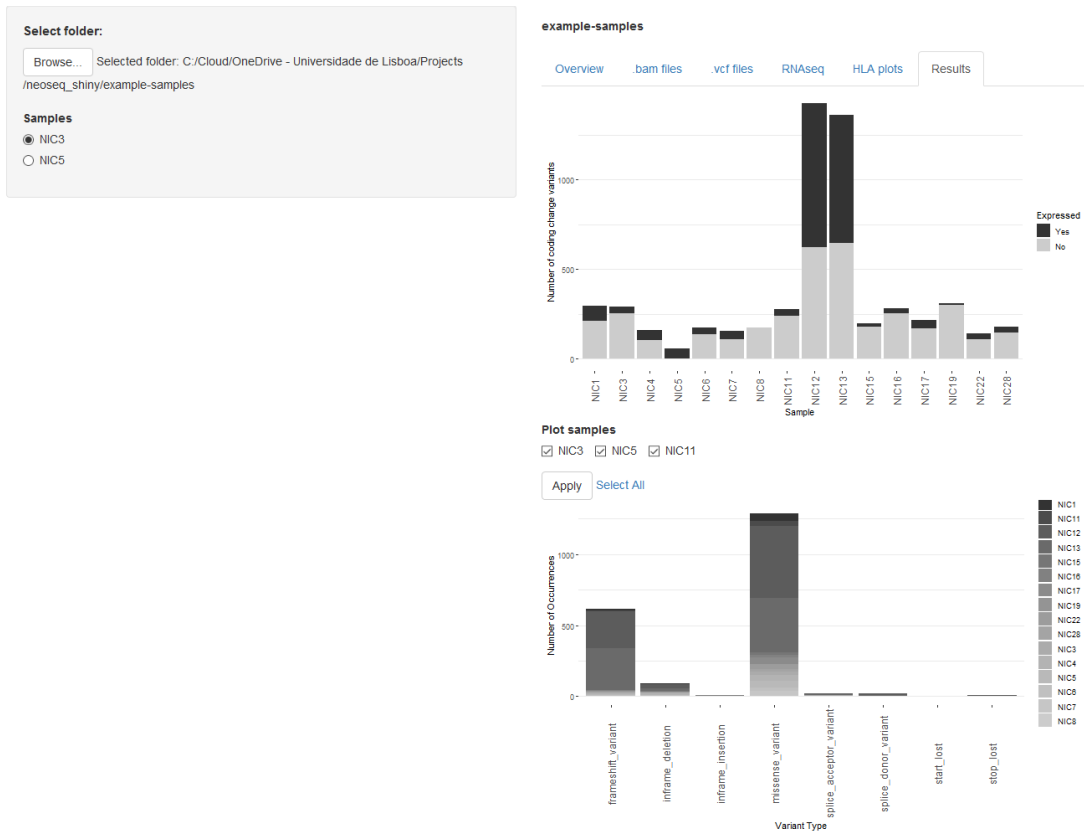 Select folder:
Browse... Selected folder: C:/Cloud/OneDrive - Universidade de Lisboa/Projects
/neoseq_shiny/example-samples
Samples
NIC3
NIC5
example-samples
Overview .bam files .vcf files RNAseq HLA plots Results
Number of coding change variants
1000
500
0
NIC1 NIC3 NIC4 NIC5 NIC6 NIC7 NIC8 NIC11 NIC12 NIC13 NIC15 NIC16 NIC17 NIC19 NIC22 NIC28
Sample
Expressed
Yes
No
Plot samples
NIC3 NIC5 NIC11
Apply Select All
Number of Occurrences
1000
500
0
frameshift_variant inframe_deletion inframe_insertion missense_variant splice_acceptor_variant splice_donor_variant start_lost stop_lost
Variant Type
NIC1
NIC11
NIC12
NIC13
NIC15
NIC16
NIC17
NIC19
NIC22
NIC28
NIC3
NIC4
NIC5
NIC6
NIC7
NIC8